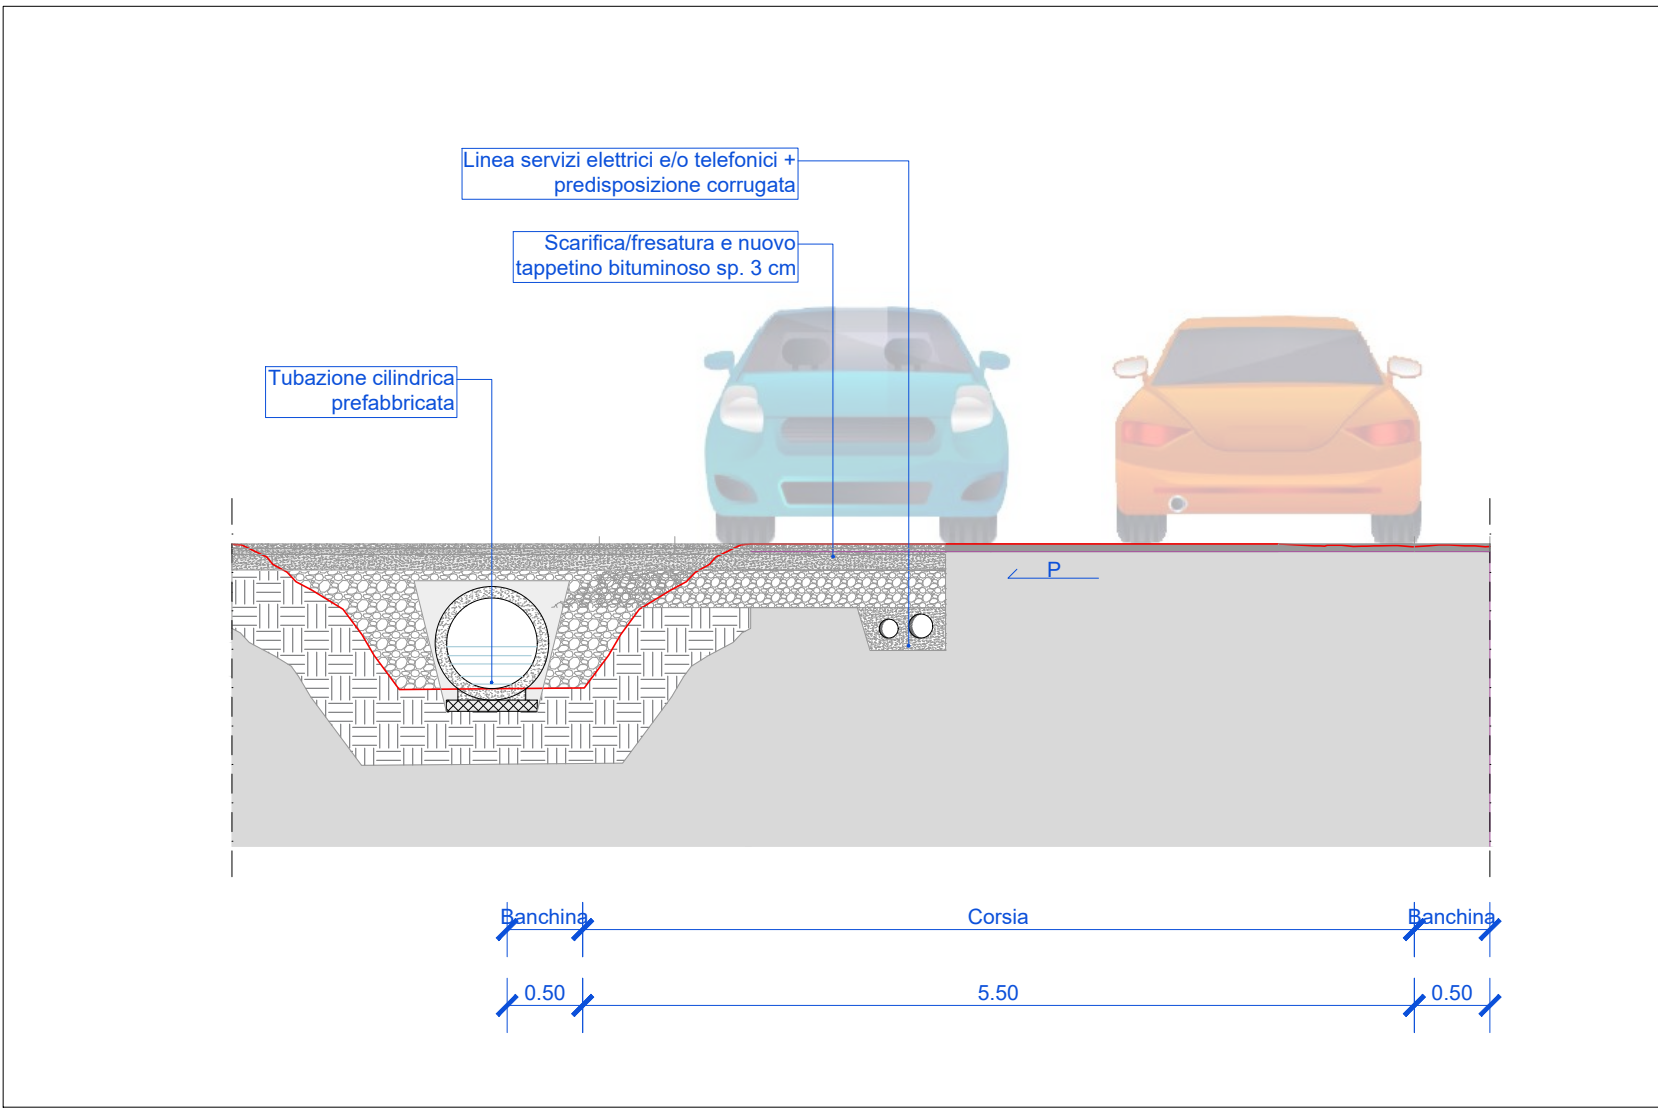 Linea servizi elettrici e/o telefonici +
predisposizione corrugata
Scarifica/fresatura e nuovo
tappetino bituminoso sp. 3 cm
Tubazione cilindrica
prefabbricata
P
Banchina
Corsia
Banchina
0.50
5.50
0.50